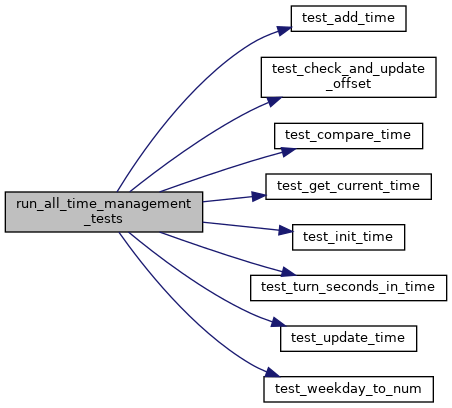 test_add_time
test_check_and_update
_offset
test_compare_time
test_get_current_time
run_all_time_management
_tests
test_init_time
test_turn_seconds_in_time
test_update_time
test_weekday_to_num